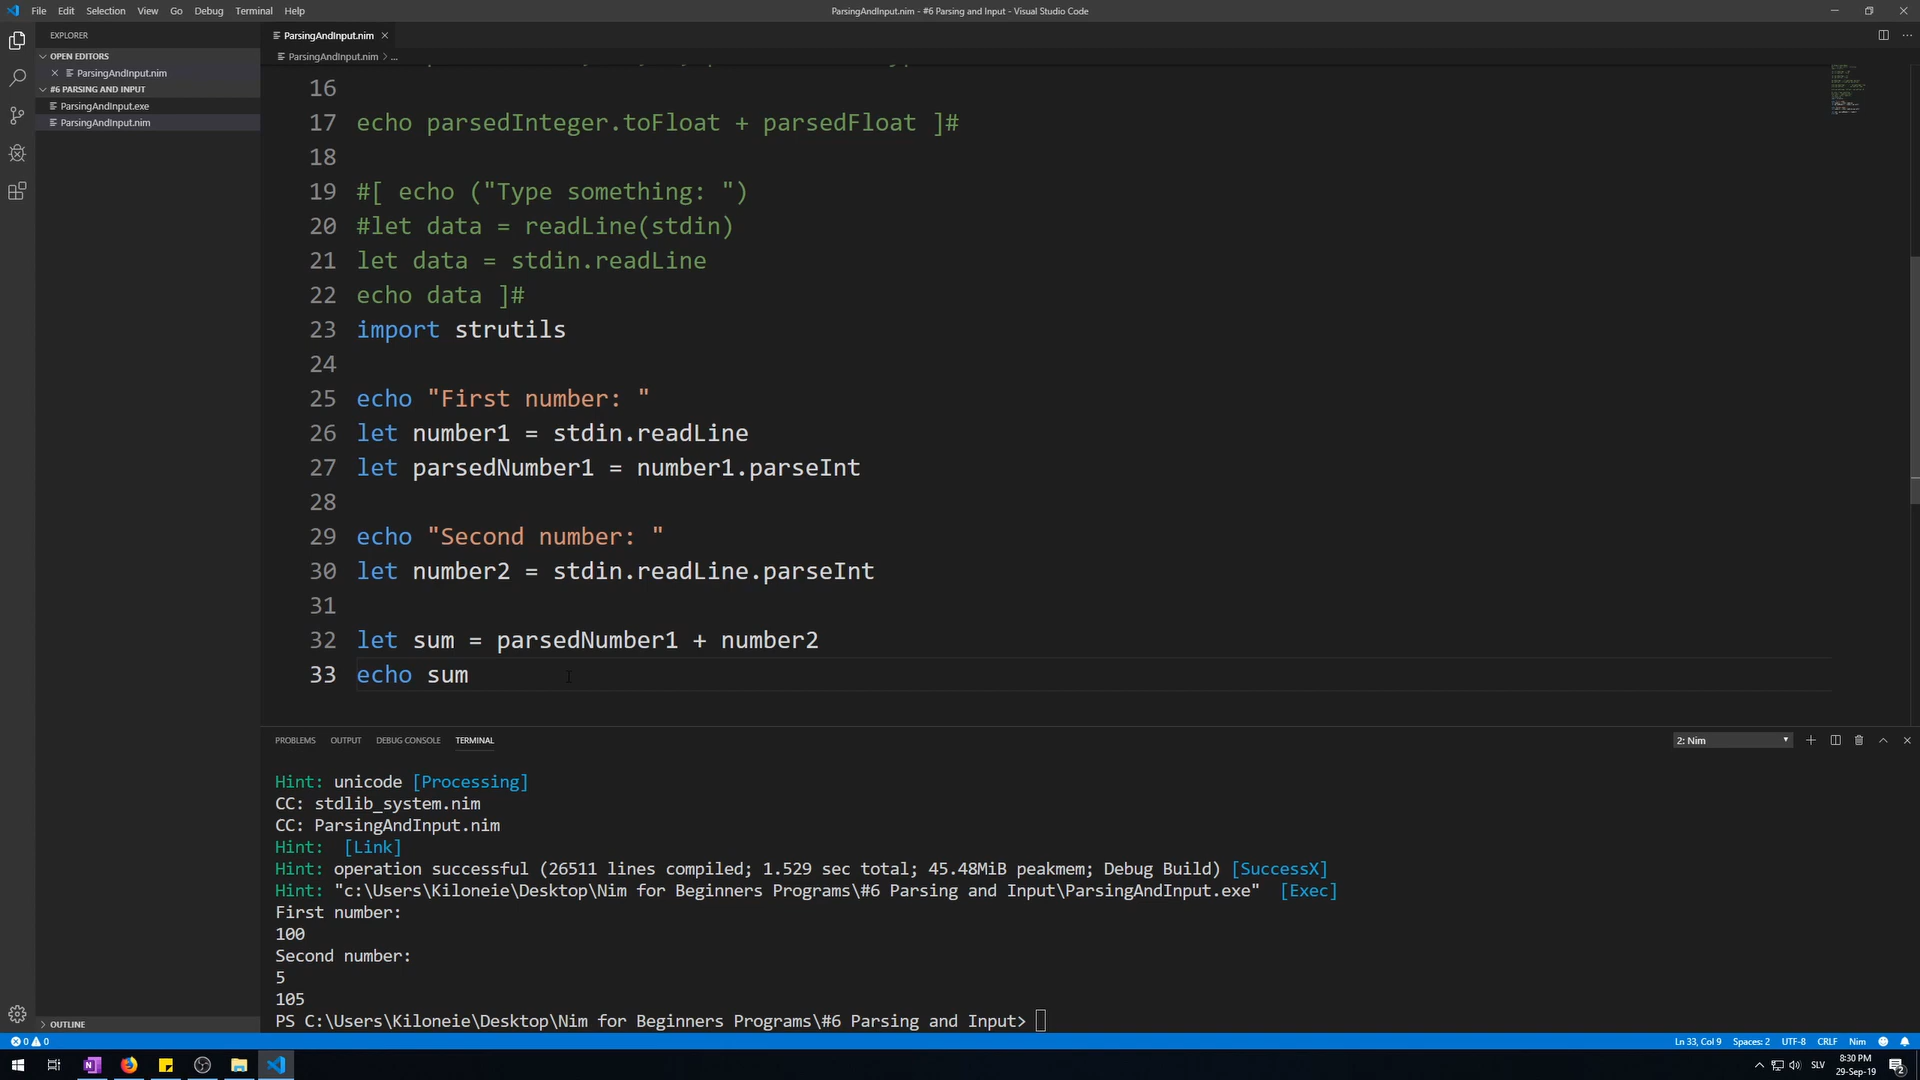 File Edit Selection View Go Debug Terminal Help
ParsingAndInput.nim - #6 Parsing and Input - Visual Studio Code
EXPLORER
OPEN EDITORS
ParsingAndInput.nim
#6 PARSING AND INPUT
ParsingAndInput.exe
ParsingAndInput.nim
OUTLINE
ParsingAndInput.nim
ParsingAndInput.nim > ...
16
17 echo parsedInteger.toFloat + parsedFloat ]#
18
19 #[ echo ("Type something: ")
20 #let data = readLine(stdin)
21 let data = stdin.readLine
22 echo data ]#
23 import strutils
24
25 echo "First number: "
26 let number1 = stdin.readLine
27 let parsedNumber1 = number1.parseInt
28
29 echo "Second number: "
30 let number2 = stdin.readLine.parseInt
31
32 let sum = parsedNumber1 + number2
33 echo sum
PROBLEMS OUTPUT DEBUG CONSOLE TERMINAL
2: Nim
Hint: unicode [Processing]
CC: stdlib_system.nim
CC: ParsingAndInput.nim
Hint:  [Link]
Hint: operation successful (26511 lines compiled; 1.529 sec total; 45.48MiB peakmem; Debug Build) [SuccessX]
Hint: "c:\Users\Kiloneie\Desktop\Nim for Beginners Programs\#6 Parsing and Input\ParsingAndInput.exe"  [Exec]
First number:
100
Second number:
5
105
PS C:\Users\Kiloneie\Desktop\Nim for Beginners Programs\#6 Parsing and Input>
0 0
Ln 33, Col 9 Spaces: 2 UTF-8 CRLF Nim
SLV
8:30 PM
29-Sep-19
2